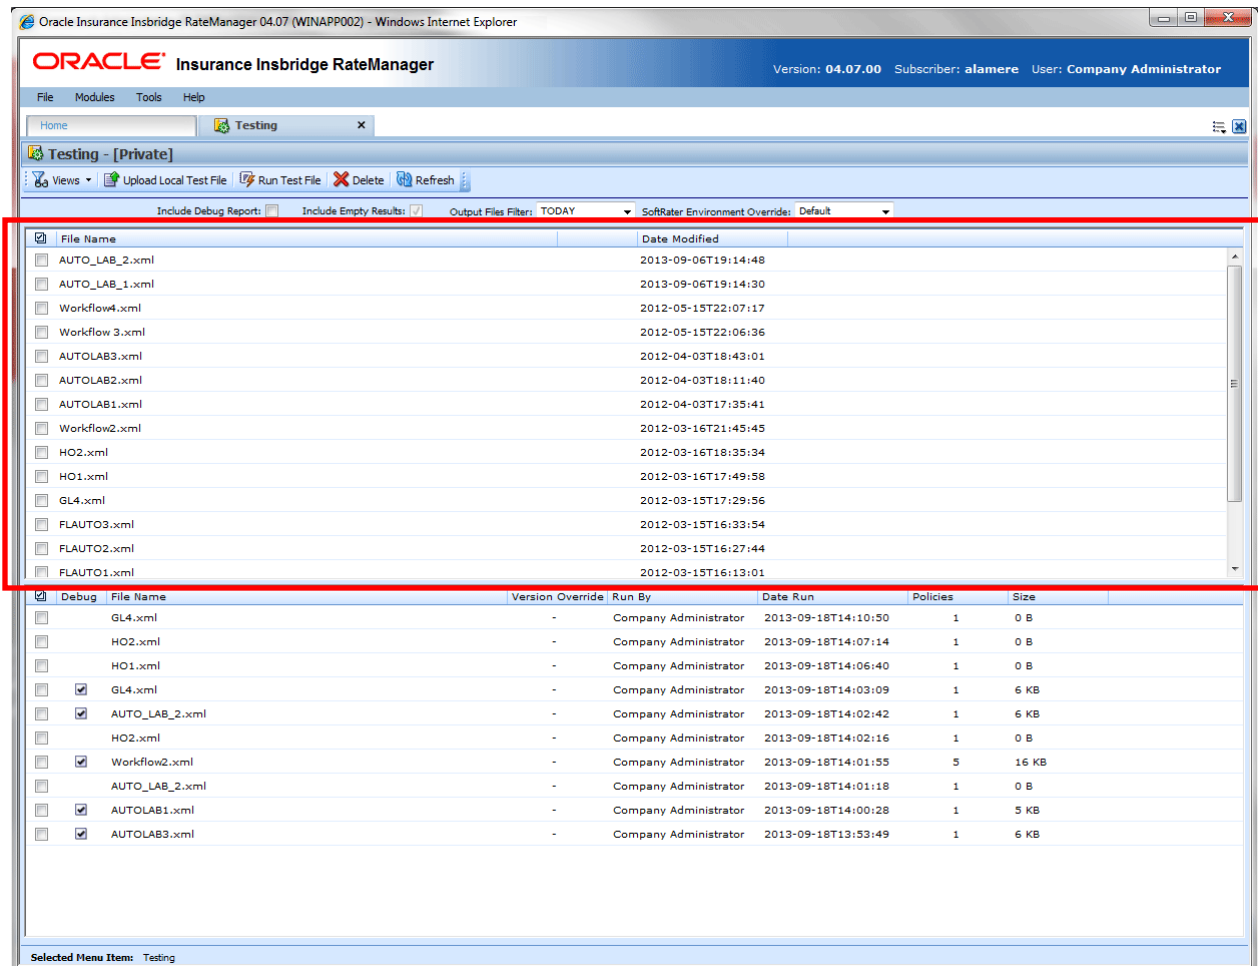 Oracle Insurance Insbridge RateManager 04.07 (WINAPP002) - Windows Internet Explorer
ORACLE Insurance Insbridge RateManager Version: 04.07.00 Subscriber: alamere User: Company Administrator
File Modules Tools Help
Home Testing x
Testing - [Private]
Views Upload Local Test File Run Test File Delete Refresh
Include Debug Report: Include Empty Results: Output Files Filter: TODAY SoftRater Environment Override: Default
File Name Date Modified
AUTO_LAB_2.xml 2013-09-06T19:14:48
AUTO_LAB_1.xml 2013-09-06T19:14:30
Workflow4.xml 2012-05-15T22:07:17
Workflow 3.xml 2012-05-15T22:06:36
AUTOLAB3.xml 2012-04-03T18:43:01
AUTOLAB2.xml 2012-04-03T18:11:40
AUTOLAB1.xml 2012-04-03T17:35:41
Workflow2.xml 2012-03-16T21:45:45
HO2.xml 2012-03-16T18:35:34
HO1.xml 2012-03-16T17:49:58
GL4.xml 2012-03-15T17:29:56
FLAUTO3.xml 2012-03-15T16:33:54
FLAUTO2.xml 2012-03-15T16:27:44
FLAUTO1.xml 2012-03-15T16:13:01
Debug File Name Version Override Run By Date Run Policies Size
GL4.xml - Company Administrator 2013-09-18T14:10:50 1 0 B
HO2.xml - Company Administrator 2013-09-18T14:07:14 1 0 B
HO1.xml - Company Administrator 2013-09-18T14:06:40 1 0 B
GL4.xml - Company Administrator 2013-09-18T14:03:09 1 6 KB
AUTO_LAB_2.xml - Company Administrator 2013-09-18T14:02:42 1 6 KB
HO2.xml - Company Administrator 2013-09-18T14:02:16 1 0 B
Workflow2.xml - Company Administrator 2013-09-18T14:01:55 5 16 KB
AUTO_LAB_2.xml - Company Administrator 2013-09-18T14:01:18 1 0 B
AUTOLAB1.xml - Company Administrator 2013-09-18T14:00:28 1 5 KB
AUTOLAB3.xml - Company Administrator 2013-09-18T13:53:49 1 6 KB
Selected Menu Item: Testing